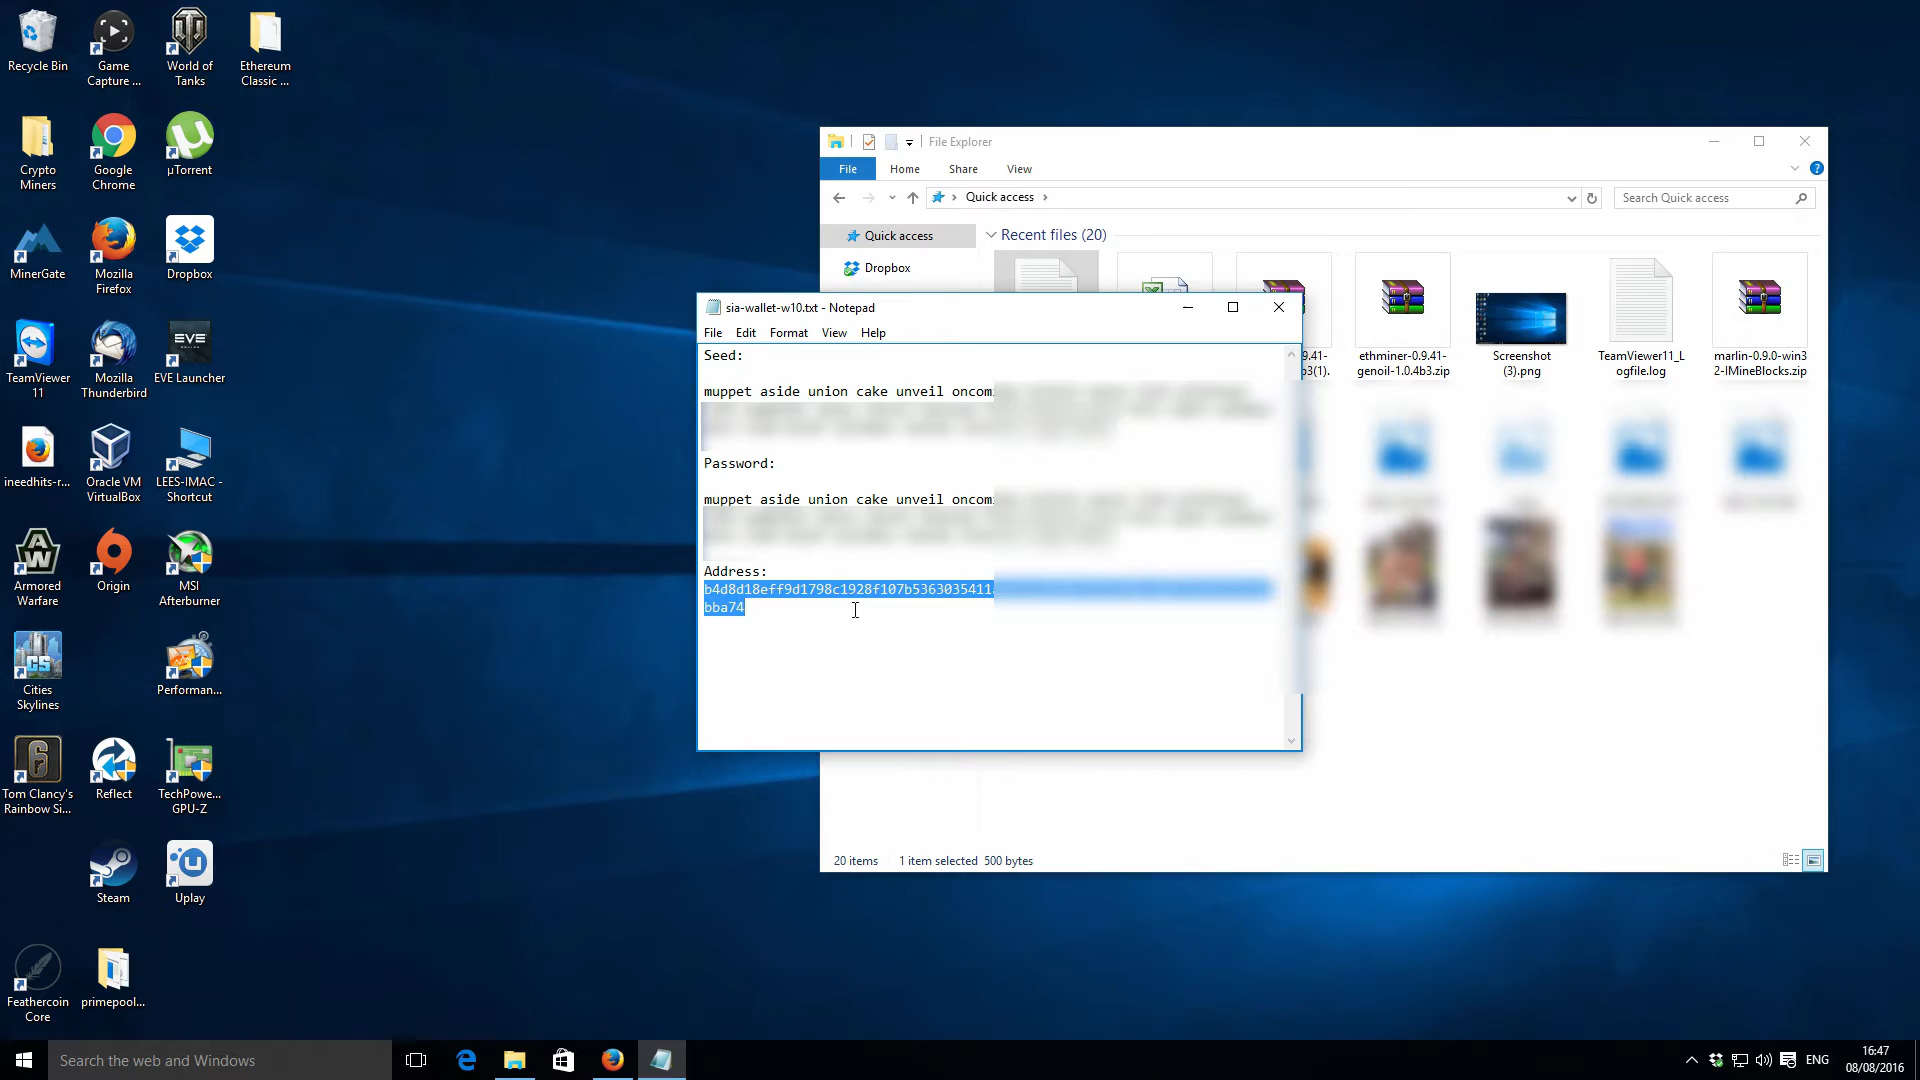 Recycle Bin
Game Capture ...
World of Tanks
Ethereum Classic ...
Crypto Miners
Google Chrome
µTorrent
MinerGate
Mozilla Firefox
Dropbox
TeamViewer 11
Mozilla Thunderbird
EVE
EVE Launcher
ineedhits-r...
Oracle VM VirtualBox
LEES-IMAC - Shortcut
Armored Warfare
Origin
MSI Afterburner
Cities Skylines
Performan...
Tom Clancy's Rainbow Si...
Reflect
TechPowe... GPU-Z
Steam
Uplay
Feathercoin Core
primepool...
File Explorer
File Home Share View
Quick access
Search Quick access
Quick access
Dropbox
Recent files (20)
ethminer-0.9.41-genoil-1.0.4b3.zip
Screenshot (3).png
TeamViewer11_Logfile.log
marlin-0.9.0-win32-IMineBlocks.zip
20 items 1 item selected 500 bytes
sia-wallet-w10.txt - Notepad
File Edit Format View Help
Seed:
muppet aside union cake unveil oncom
Password:
muppet aside union cake unveil oncom
Address:
b4d8d18eff9d1798c1928f107b5363035411
bba74
Search the web and Windows
ENG
16:47
08/08/2016